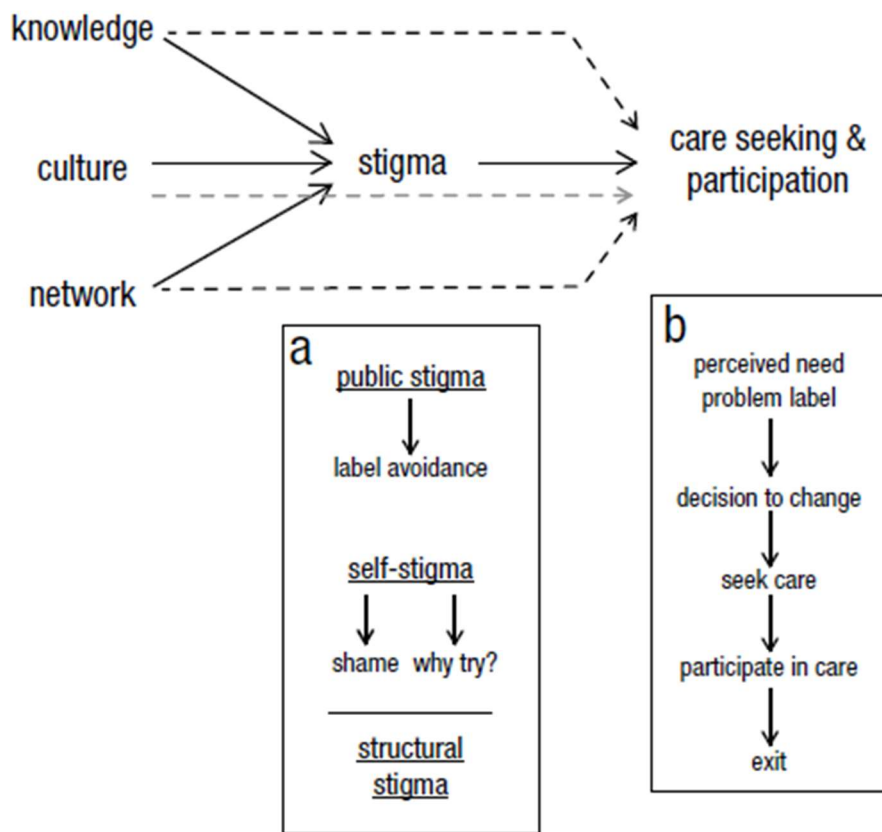 knowledge
culture
network
stigma
care seeking &
participation
a
public stigma
label avoidance
self-stigma
shame why try?
structural
stigma
b
perceived need
problem label
decision to change
seek care
participate in care
exit